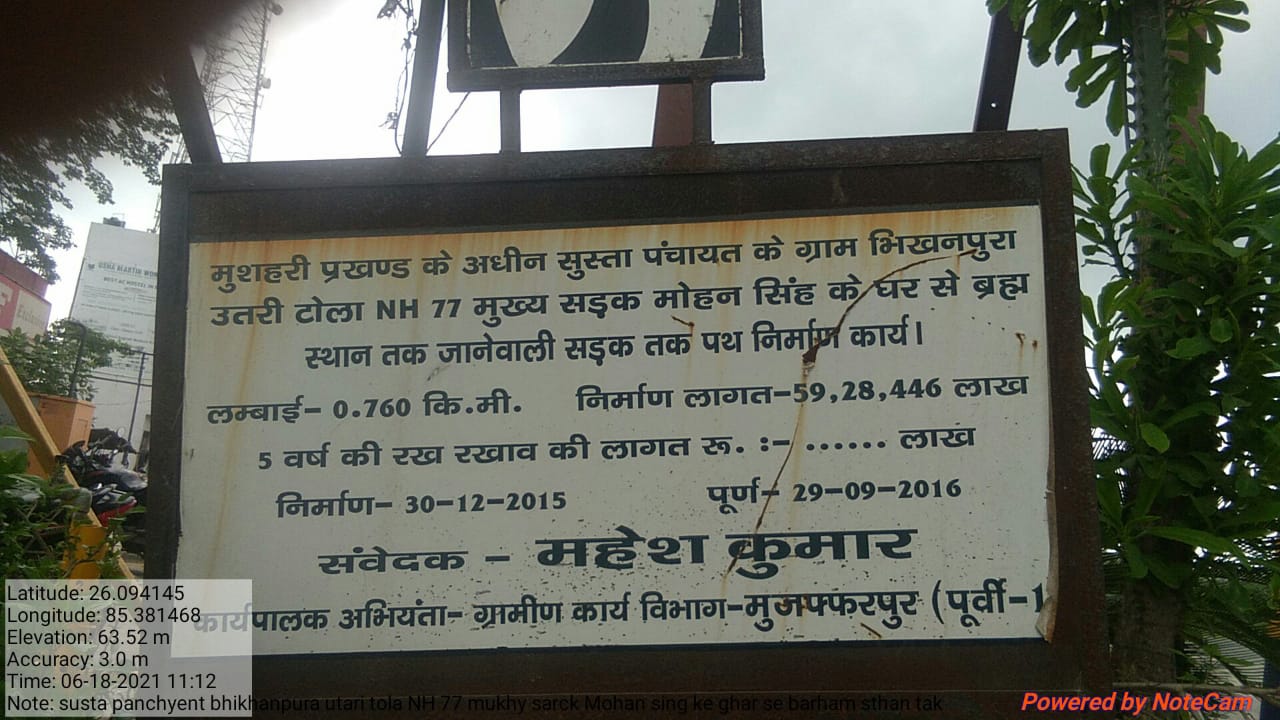 मुशहरी प्रखण्ड के अधीन सुस्ता पंचायत के ग्राम भिखनपुरा
उतरी टोला NH 77 मुख्य सड़क मोहन सिंह के घर से ब्रह्म
स्थान तक जानेवाली सड़क तक पथ निर्माण कार्य।
लम्बाई- 0.760 कि.मी. निर्माण लागत-59,28,446 लाख
5 वर्ष की रख रखाव की लागत रू. :- ...... लाख
निर्माण- 30-12-2015 पूर्ण- 29-09-2016
संवेदक - महेश कुमार
कार्यपालक अभियंता- ग्रामीण कार्य विभाग-मुजफ्फरपुर (पूर्वी-1
Latitude: 26.094145
Longitude: 85.381468
Elevation: 63.52 m
Accuracy: 3.0 m
Time: 06-18-2021 11:12
Note: susta panchyent bhikhanpura utari tola NH 77 mukhy sarck Mohan sing ke ghar se barham sthan tak
Powered by NoteCam